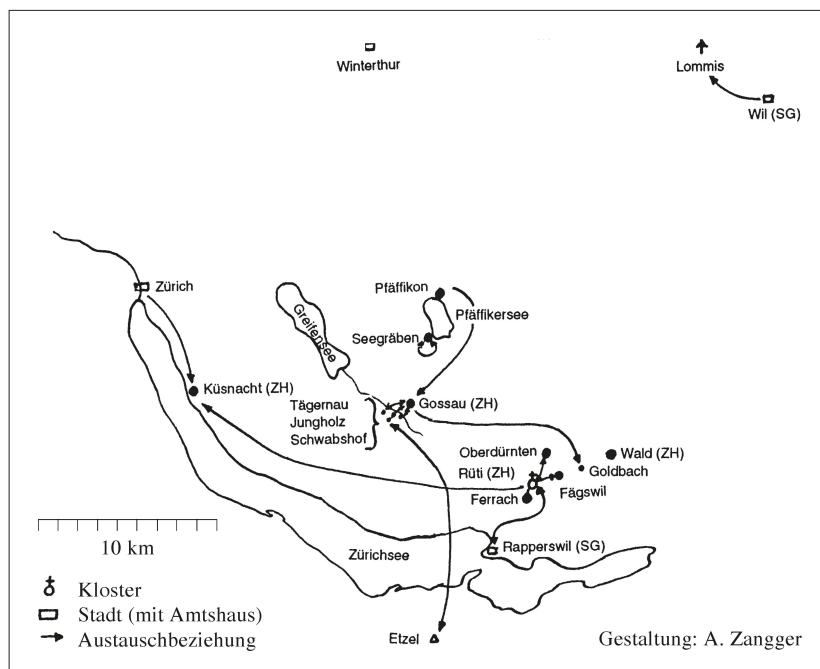 Winterthur
Lommis
Wil (SG)
Zürich
Pfäffikon
Greifensee
Pfäffikersee
Seegräben
Küsnacht (ZH)
Tägernau
Jungholz
Schwabshof
Gossau (ZH)
Oberdürnten
Wald (ZH)
Rüti (ZH)
Goldbach
Ferrach
Fägswil
10 km
Zürichsee
Rapperswil (SG)
Kloster
Stadt (mit Amtshaus)
Austauschbeziehung
Etzel
Gestaltung: A. Zangger